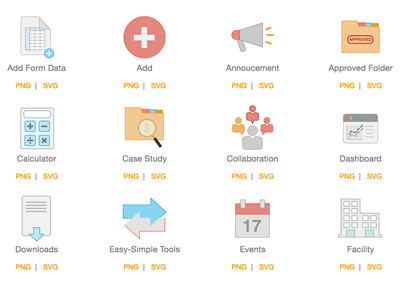 APPROVED
Add Form Data
Add
Annoucement
Approved Folder
PNG | SVG
PNG | SVG
PNG | SVG
PNG | SVG
Calculator
Case Study
Collaboration
Dashboard
PNG | SVG
PNG | SVG
PNG | SVG
PNG | SVG
17
Downloads
Easy-Simple Tools
Events
Facility
PNG | SVG
PNG | SVG
PNG | SVG
PNG | SVG